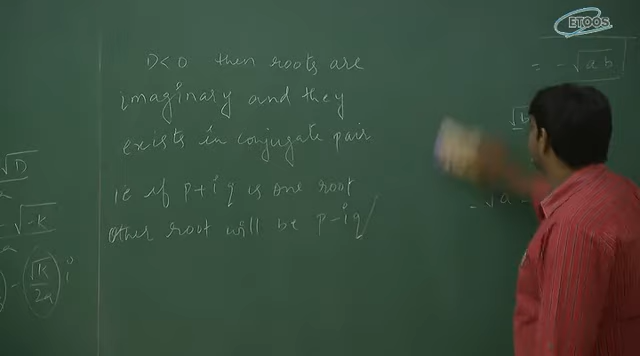 ETOOS
D<0 then roots are
imaginary and they
exists in conjugate pair
ie if p+iq is one root
other root will be p-iq
= -√ab
√D
√-K
√K
2a
i
-√a